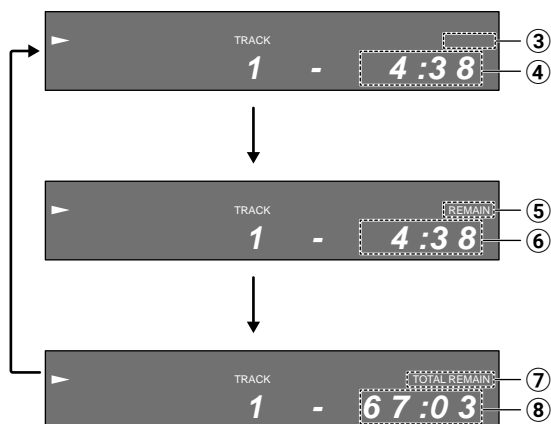 TRACK ③
1 - 4:38 ④
TRACK REMAIN ⑤
1 - 4:38 ⑥
TRACK TOTAL REMAIN ⑦
1 - 67:03 ⑧